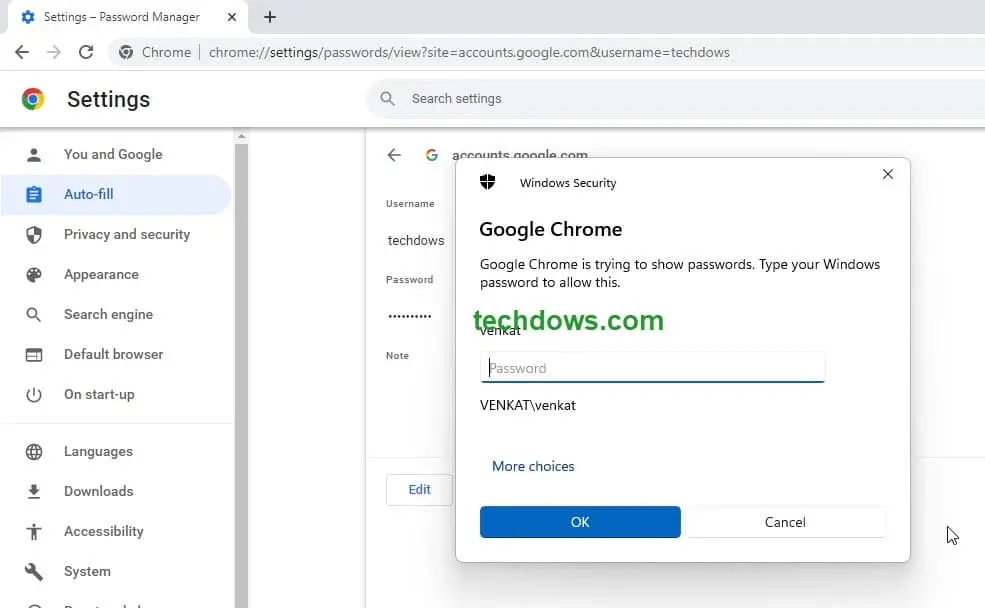 Settings – Password Manager
Chrome
chrome://settings/passwords/view?site=accounts.google.com&username=techdows
Settings
Search settings
You and Google
Auto-fill
Privacy and security
Appearance
Search engine
Default browser
On start-up
Languages
Downloads
Accessibility
System
accounts.google.com
Username
techdows
Password
••••••••••
Note
Edit
Windows Security
Google Chrome
Google Chrome is trying to show passwords. Type your Windows
password to allow this.
techdows.com
venkat
Password
VENKAT\venkat
More choices
OK
Cancel